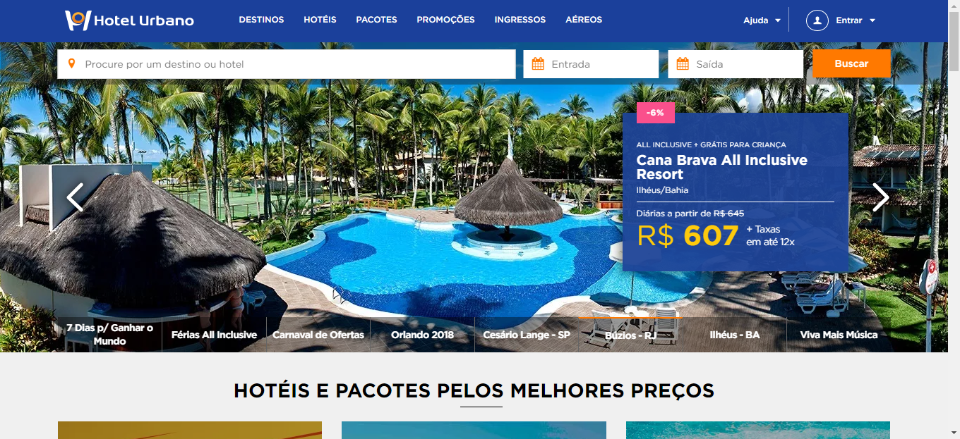 Hotel Urbano
DESTINOS HOTÉIS PACOTES PROMOÇÕES INGRESSOS AÉREOS
Ajuda Entrar
Procure por um destino ou hotel
Entrada
Saída
Buscar
-6%
ALL INCLUSIVE + GRÁTIS PARA CRIANÇA
Cana Brava All Inclusive
Resort
Ilhéus/Bahia
Diárias a partir de R$ 645
R$ 607 + Taxas
em até 12x
7 Dias p/ Ganhar o
Mundo
Férias All Inclusive
Carnaval de Ofertas
Orlando 2018
Cesário Lange - SP
Búzios - RJ
Ilhéus - BA
Viva Mais Música
HOTÉIS E PACOTES PELOS MELHORES PREÇOS